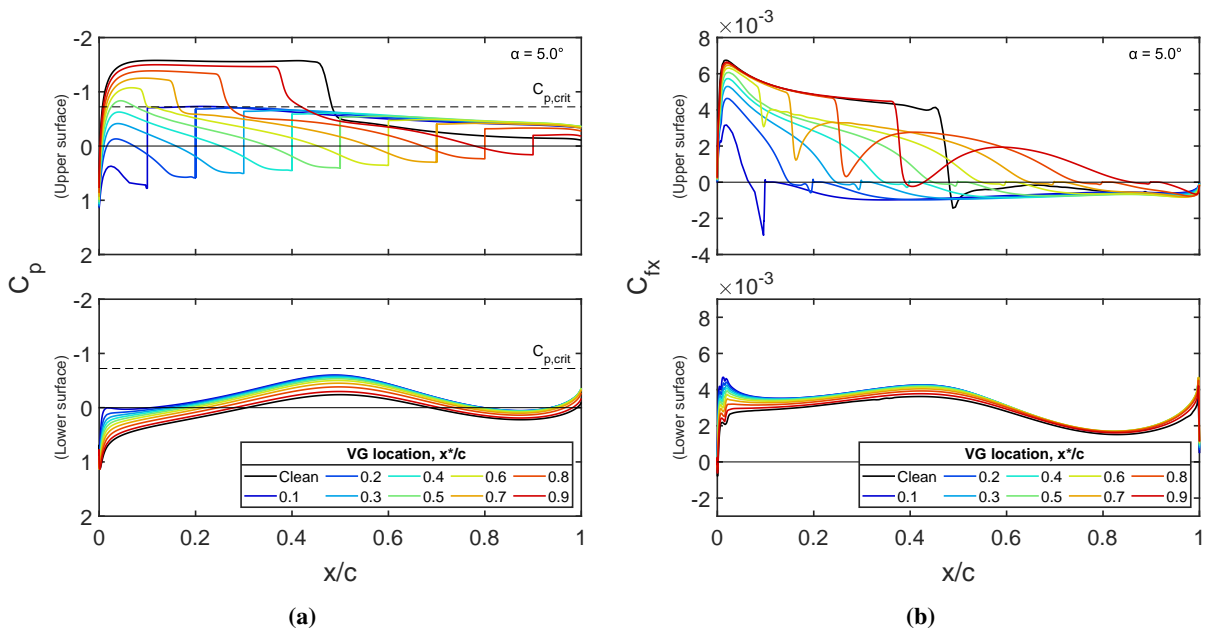 -2
-1
0
1
2
α = 5.0°
C_{p,crit}
(Upper surface)
C_p
-2
-1
0
1
2
C_{p,crit}
(Lower surface)
VG location, x*/c
Clean 0.2 0.4 0.6 0.8
0.1 0.3 0.5 0.7 0.9
0 0.2 0.4 0.6 0.8 1
x/c
(a)
×10^{-3}
8
6
4
2
0
-2
-4
α = 5.0°
(Upper surface)
C_{fx}
×10^{-3}
8
6
4
2
0
-2
(Lower surface)
VG location, x*/c
Clean 0.2 0.4 0.6 0.8
0.1 0.3 0.5 0.7 0.9
0 0.2 0.4 0.6 0.8 1
x/c
(b)